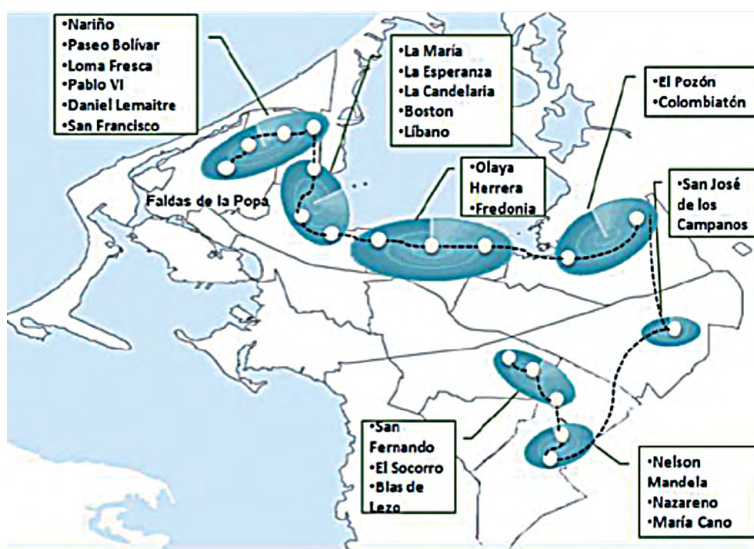 •Nariño
•Paseo Bolívar
•Loma Fresca
•Pablo VI
•Daniel Lemaitre
•San Francisco
•La María
•La Esperanza
•La Candelaria
•Boston
•Líbano
•El Pozón
•Colombiatón
•Olaya
Herrera
•Fredonia
•San José
de los
Campanos
Faldas de la Popa
•San
Fernando
•El Socorro
•Blas de
Lezo
•Nelson
Mandela
•Nazareno
•María Cano